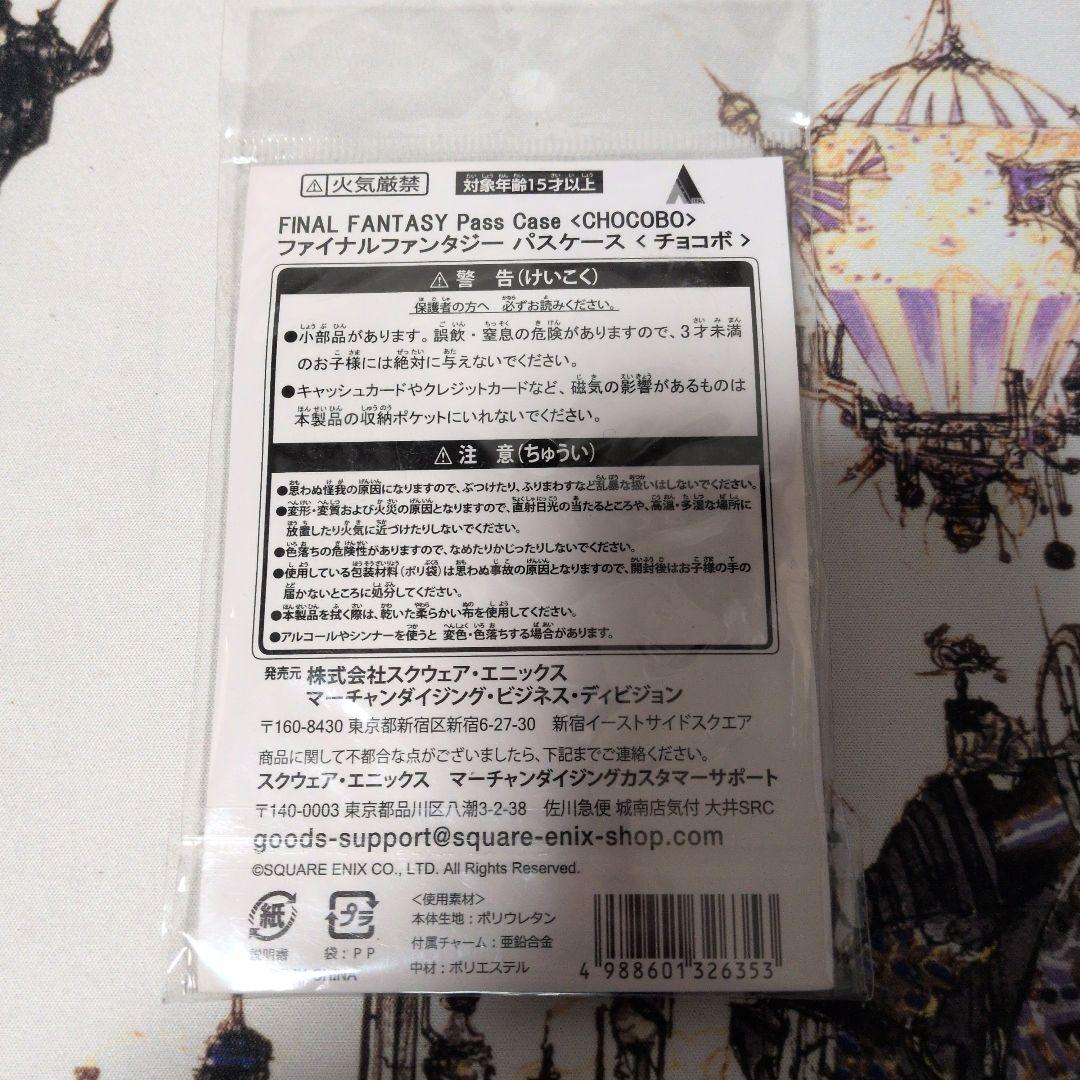 ⚠火気厳禁 対象年齢15才以上
FINAL FANTASY Pass Case <CHOCOBO>
ファイナルファンタジー パスケース < チョコボ >
⚠ 警 告(けいこく)
保護者の方へ 必ずお読みください。
●小部品があります。誤飲・窒息の危険がありますので、3才未満
のお子様には絶対に与えないでください。
●キャッシュカードやクレジットカードなど、磁気の影響があるものは
本製品の収納ポケットにいれないでください。
⚠ 注 意(ちゅうい)
●思わぬ怪我の原因になりますので、ぶつけたり、ふりまわすなど乱暴な扱いはしないでください。
●変形・変質および火災の原因となりますので、直射日光の当たるところや、高温・多湿な場所に
放置したり火気に近づけたりしないでください。
●色落ちの危険性がありますので、なめたりかじったりしないでください。
●使用している包装材料(ポリ袋)は思わぬ事故の原因となりますので、開封後はお子様の手の
届かないところに処分してください。
●本製品を拭く際は、乾いた柔らかい布を使用してください。
●アルコールやシンナーを使うと 変色・色落ちする場合があります。
発売元 株式会社スクウェア・エニックス
マーチャンダイジング・ビジネス・ディビジョン
〒160-8430 東京都新宿区新宿6-27-30 新宿イーストサイドスクエア
商品に関して不都合な点がございましたら、下記までご連絡ください。
スクウェア・エニックス マーチャンダイジングカスタマーサポート
〒140-0003 東京都品川区八潮3-2-38 佐川急便 城南店気付 大井SRC
goods-support@square-enix-shop.com
©SQUARE ENIX CO., LTD. All Rights Reserved.
紙
説明書
プラ
袋:PP
CHINA
<使用素材>
本体生地:ポリウレタン
付属チャーム:亜鉛合金
中材:ポリエステル
4 988601 326353